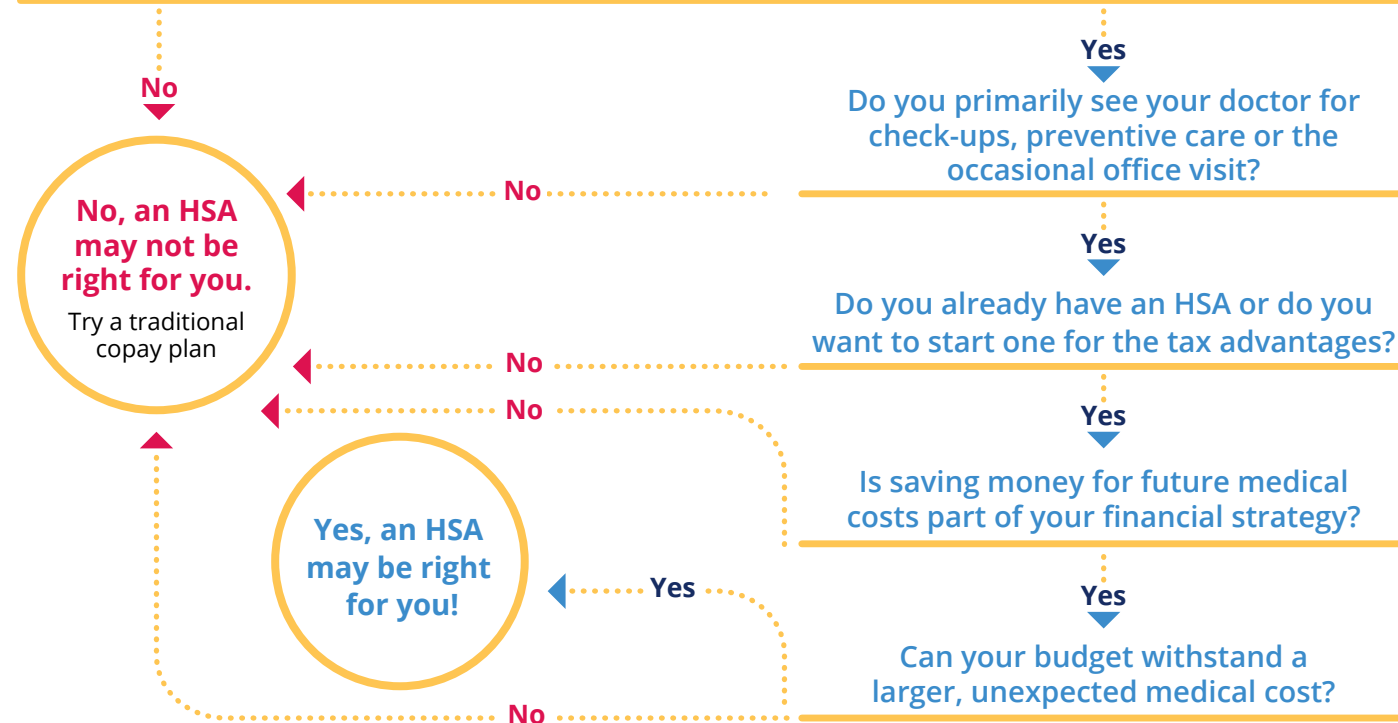 Yes
No
Do you primarily see your doctor for
check-ups, preventive care or the
occasional office visit?
No
No, an HSA
may not be
right for you.
Try a traditional
copay plan
Yes
Do you already have an HSA or do you
want to start one for the tax advantages?
No
No
Yes
Is saving money for future medical
costs part of your financial strategy?
Yes, an HSA
may be right
for you!
Yes
Yes
Can your budget withstand a
larger, unexpected medical cost?
No